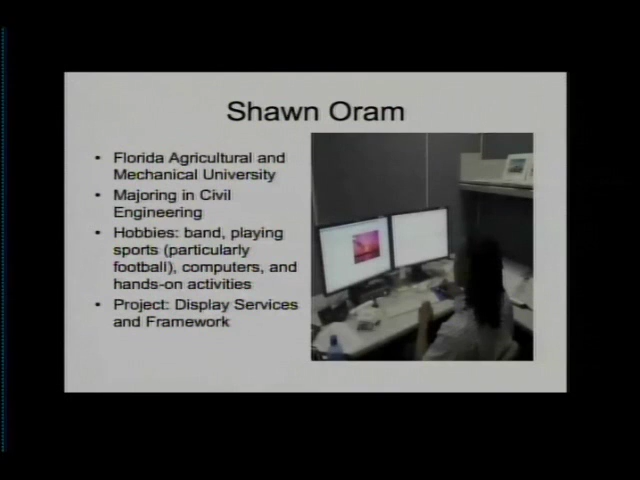 Shawn Oram
• Florida Agricultural and
Mechanical University
• Majoring in Civil
Engineering
• Hobbies: band, playing
sports (particularly
football), computers, and
hands-on activities
• Project: Display Services
and Framework